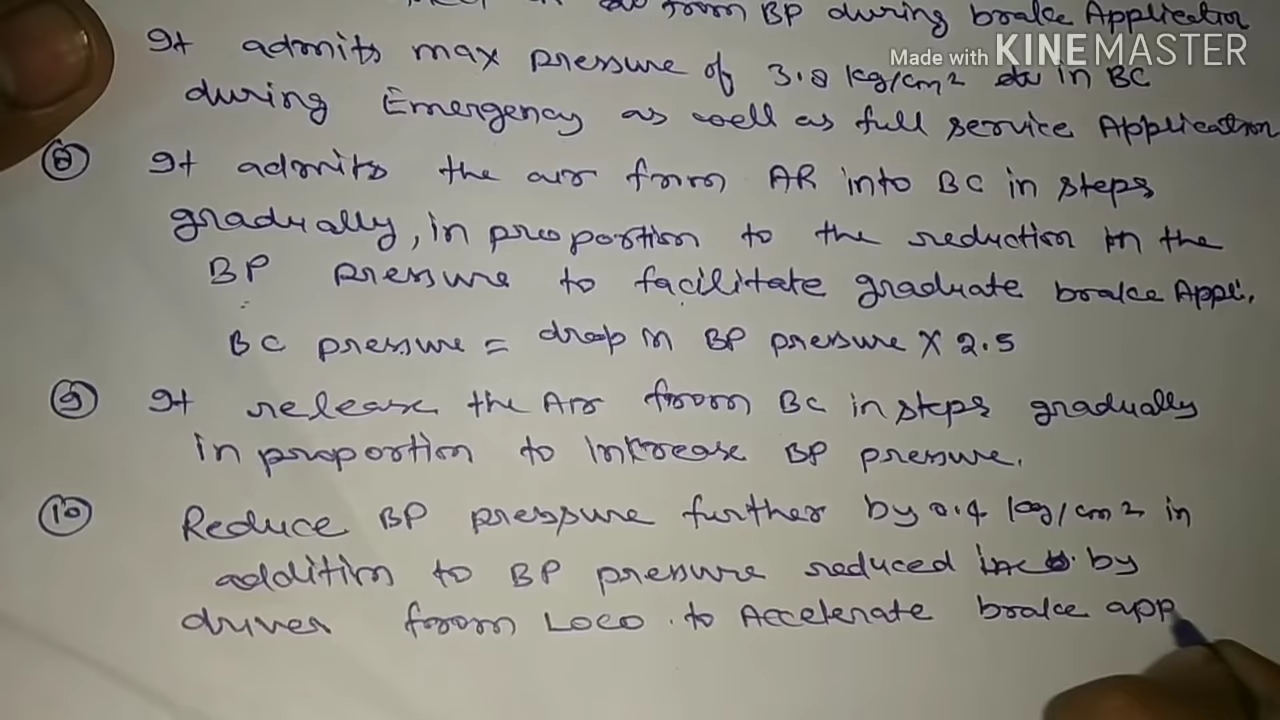 from BP during brake Application
Made with KINEMASTER
It admits max pressure of 3.8 kg/cm2 in BC
during Emergency as well as full service Application
8 It admits the air from AR into BC in steps
gradually, in proportion to the reduction in the
BP pressure to facilitate graduate brake Appli.
BC pressure = drop in BP pressure X 2.5
9 It release the Air from BC in steps gradually
in proportion to increase BP pressure.
10 Reduce BP pressure further by 0.4 kg/cm2 in
addition to BP pressure reduced by
driver from Loco. to Accelerate brake app